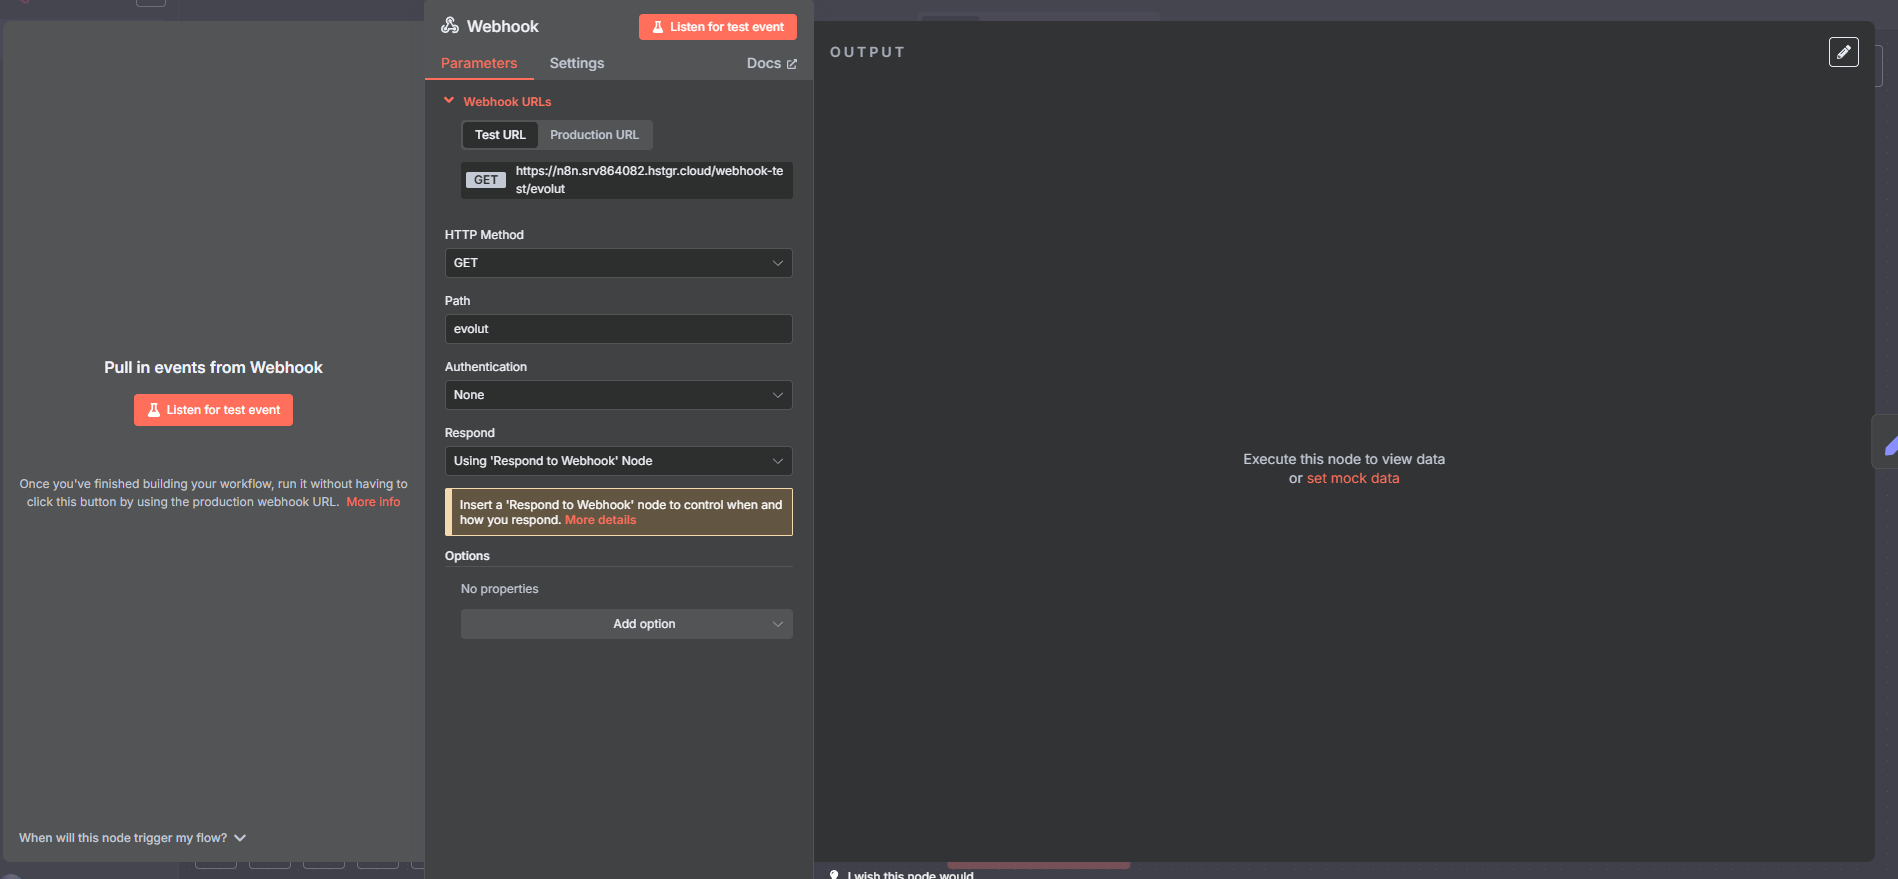 Webhook
Listen for test event
Parameters
Settings
Docs
Webhook URLs
Test URL
Production URL
GET
https://n8n.srv864082.hstgr.cloud/webhook-te
st/evolut
HTTP Method
GET
Path
evolut
Authentication
None
Respond
Using 'Respond to Webhook' Node
Insert a 'Respond to Webhook' node to control when and
how you respond. More details
Options
No properties
Add option
Pull in events from Webhook
Listen for test event
Once you've finished building your workflow, run it without having to
click this button by using the production webhook URL. More info
When will this node trigger my flow?
OUTPUT
Execute this node to view data
or set mock data
I wish this node would